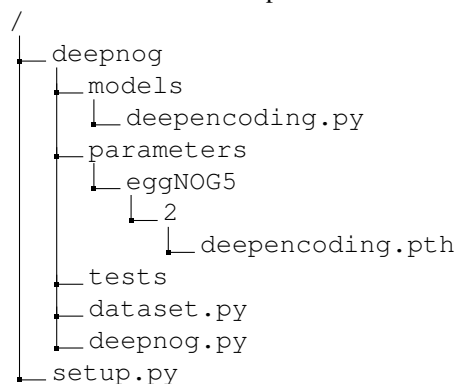 /
deepnog
models
deepencoding.py
parameters
eggNOG5
2
deepencoding.pth
tests
dataset.py
deepnog.py
setup.py